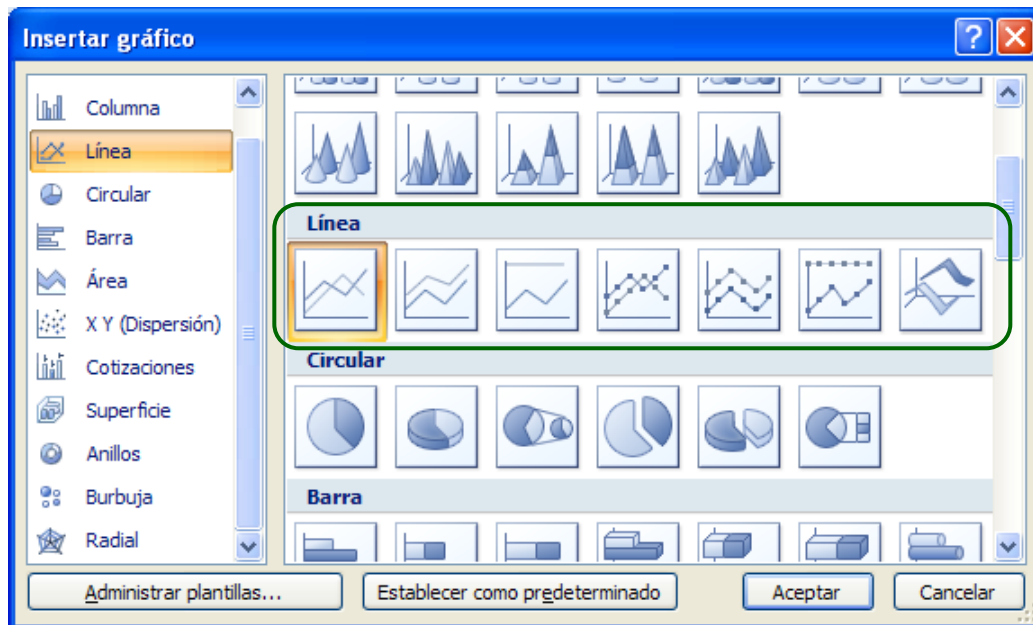 Insertar gráfico
Columna
Línea
Circular
Barra
Área
X Y (Dispersión)
Cotizaciones
Superficie
Anillos
Burbuja
Radial
Línea
Circular
Barra
Administrar plantillas...
Establecer como predeterminado
Aceptar
Cancelar